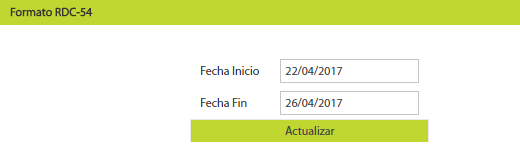 Formato RDC-54
Fecha Inicio 22/04/2017
Fecha Fin 26/04/2017
Actualizar